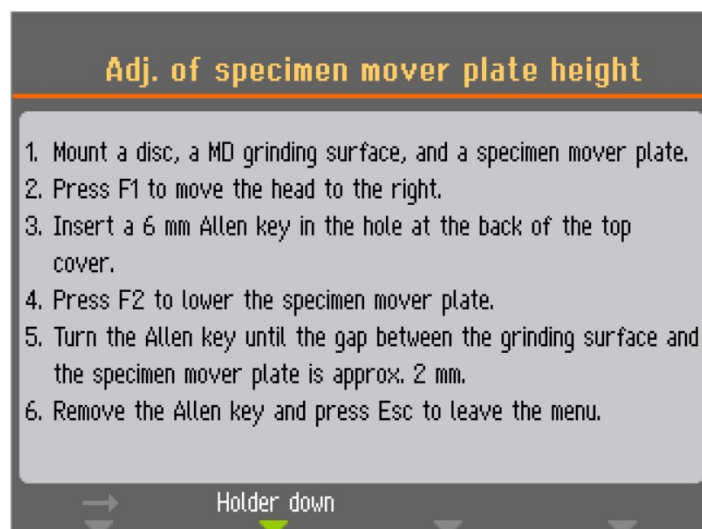 Adj. of specimen mover plate height
1. Mount a disc, a MD grinding surface, and a specimen mover plate.
2. Press F1 to move the head to the right.
3. Insert a 6 mm Allen key in the hole at the back of the top
cover.
4. Press F2 to lower the specimen mover plate.
5. Turn the Allen key until the gap between the grinding surface and
the specimen mover plate is approx. 2 mm.
6. Remove the Allen key and press Esc to leave the menu.
Holder down